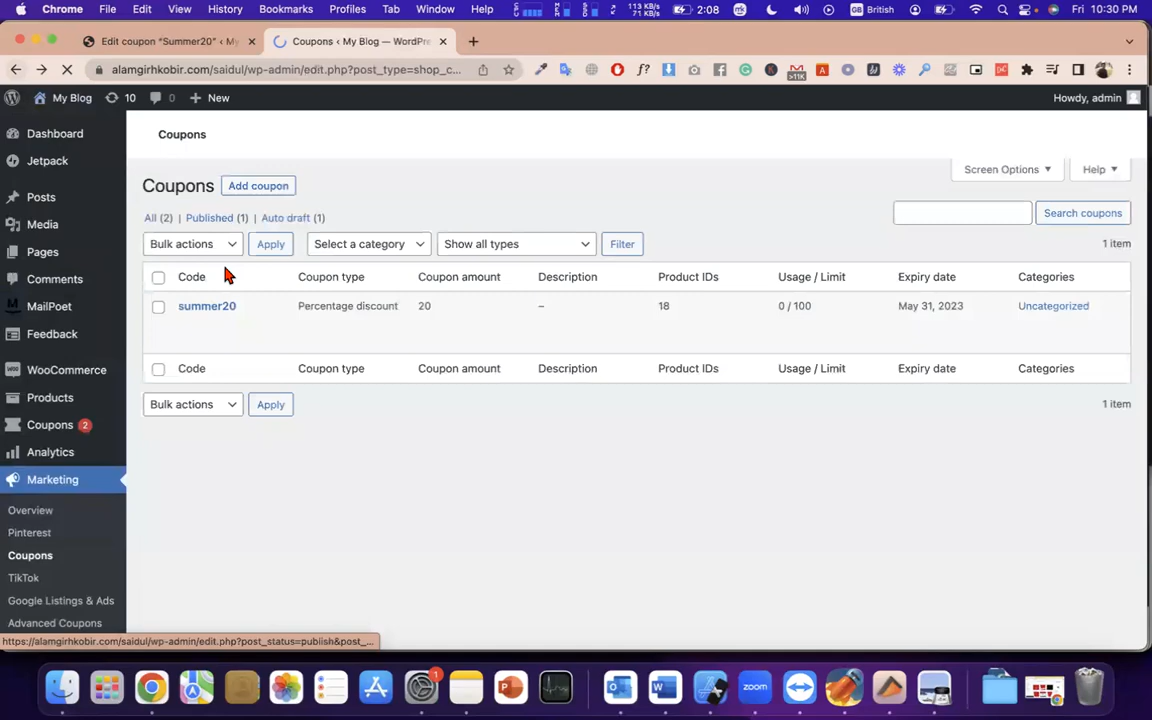 Chrome File Edit View History Bookmarks Profiles Tab Window Help 113 KB/s 71 KB/s 2:08 British Fri 10:30 PM
Edit coupon “Summer20” ‹ My Coupons ‹ My Blog — WordPre
alamgirhkobir.com/saidul/wp-admin/edit.php?post_type=shop_c... f? >11K
My Blog 10 0 New Howdy, admin
Dashboard
Jetpack
Posts
Media
Pages
Comments
MailPoet
Feedback
WooCommerce
Products
Coupons 2
Analytics
Marketing
Overview
Pinterest
Coupons
TikTok
Google Listings & Ads
Advanced Coupons
Coupons
Screen Options Help
Coupons Add coupon
All (2) | Published (1) | Auto draft (1) Search coupons
Bulk actions Apply Select a category Show all types Filter 1 item
Code Coupon type Coupon amount Description Product IDs Usage / Limit Expiry date Categories
summer20 Percentage discount 20 – 18 0 / 100 May 31, 2023 Uncategorized
Code Coupon type Coupon amount Description Product IDs Usage / Limit Expiry date Categories
Bulk actions Apply 1 item
https://alamgirhkobir.com/saidul/wp-admin/edit.php?post_status=publish&post_...
1 zoom